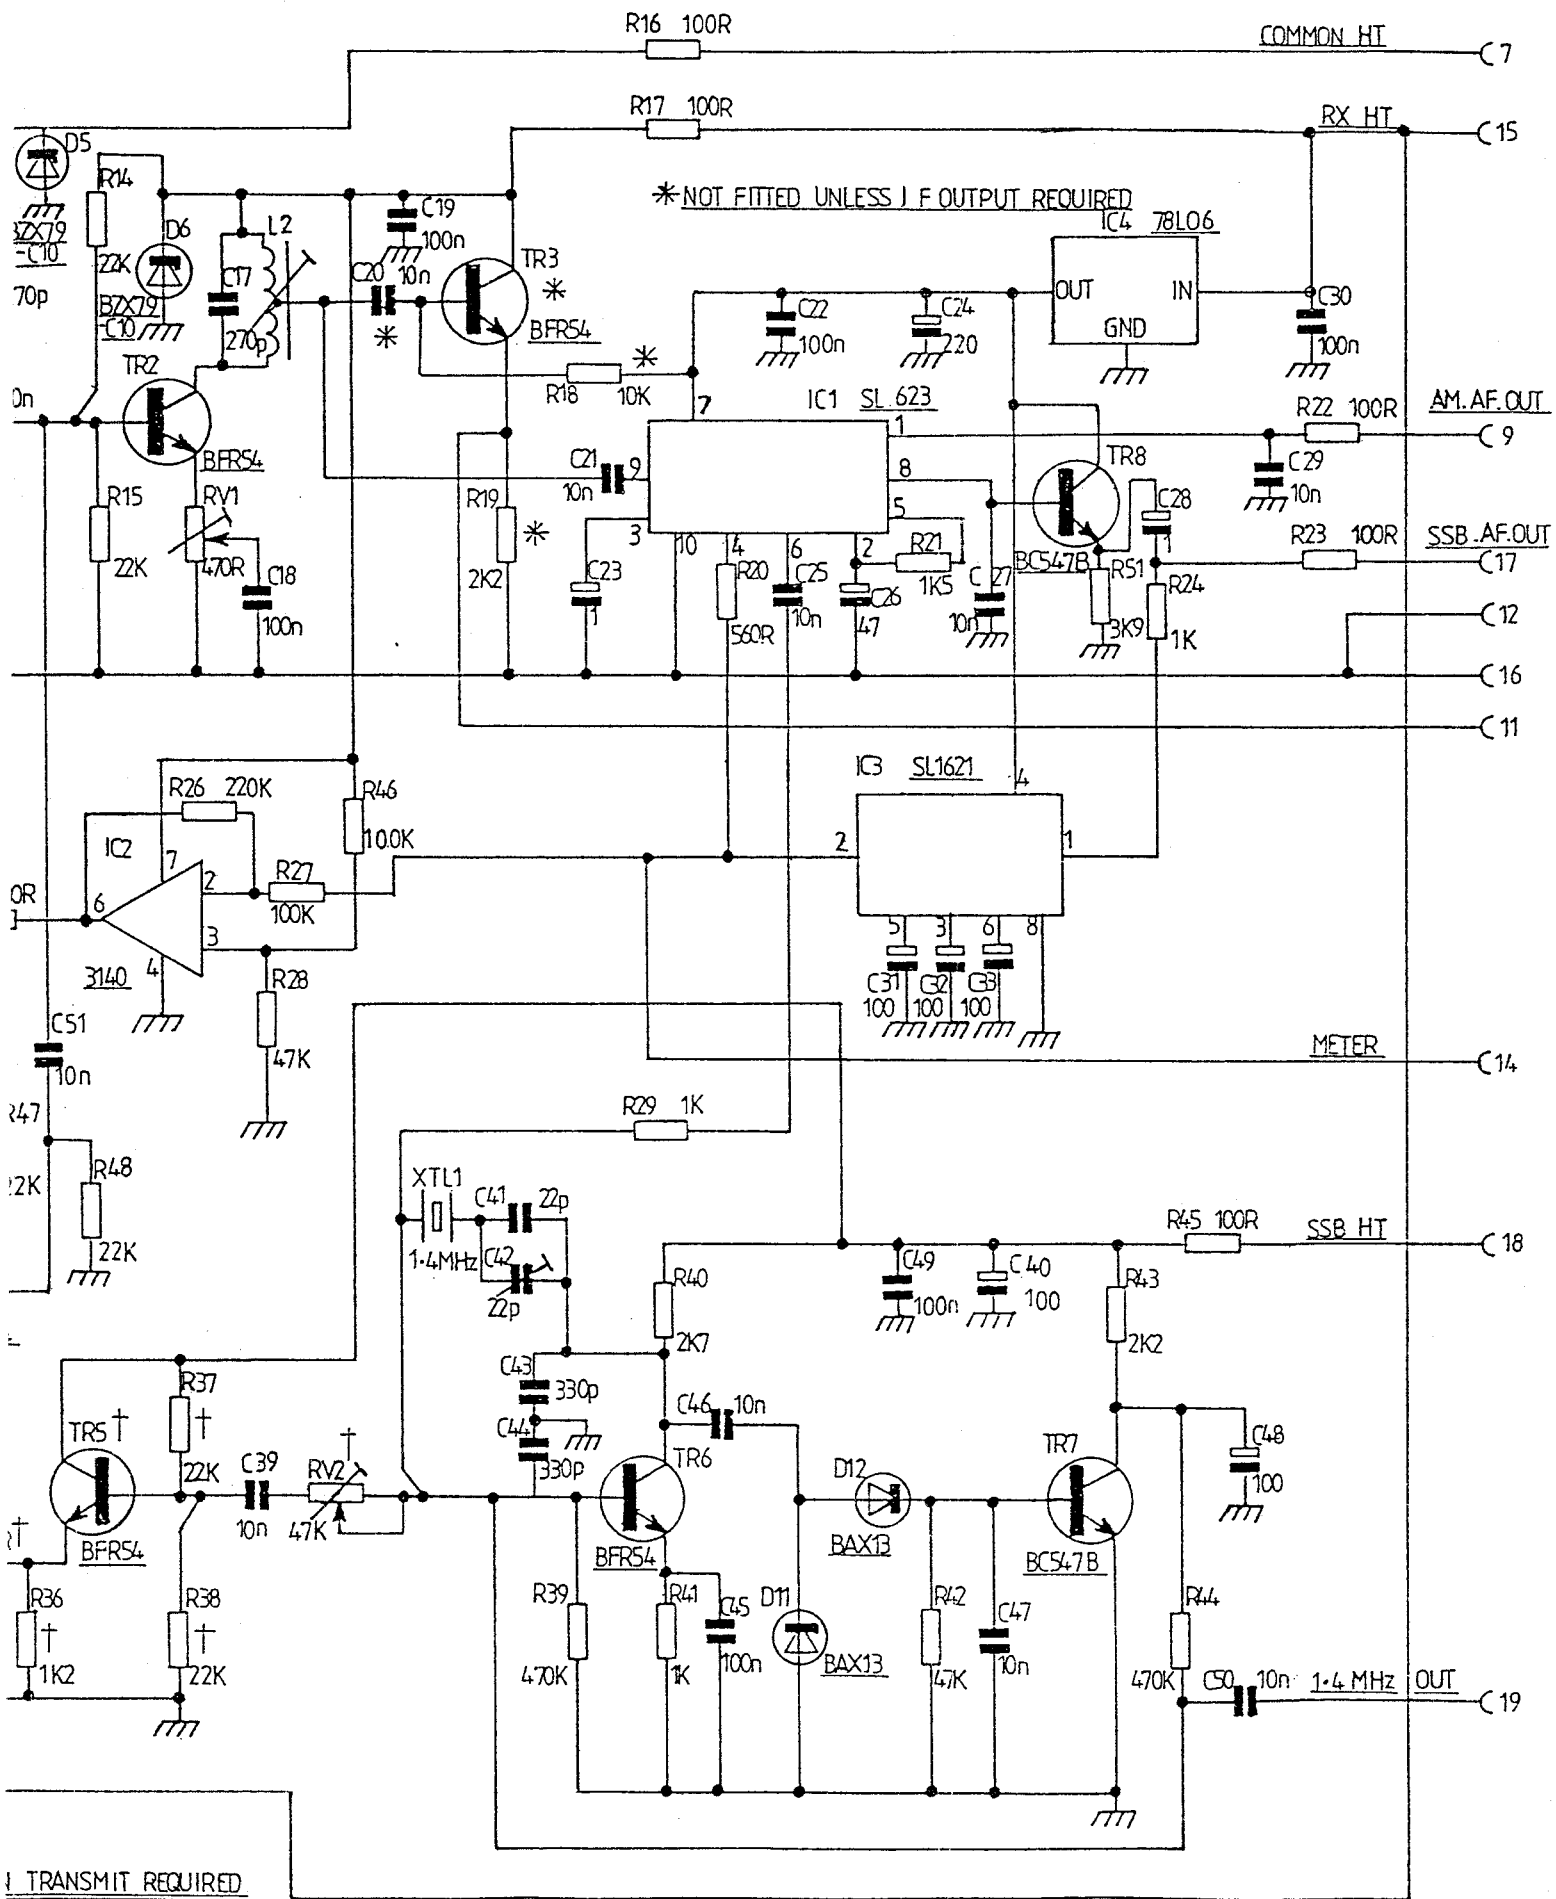 R16 100R
COMMON HT
7
R17 100R
RX HT
15
D5
R14
✳ NOT FITTED UNLESS I F OUTPUT REQUIRED
C19
100n
D6
L2
IC4 78L06
BZX79
-C10
22K
C17
C20
10n
TR3
✳
70p
BZX79
-C10
270p
✳
BFR54
OUT
IN
GND
C22
100n
C24
220
C30
100n
TR2
✳
R18
10K
0n
7
IC1 SL623
1
R22 100R
AM.AF.OUT
9
BFR54
C21
10n
9
8
TR8
C29
10n
R15
22K
RV1
470R
R19
2K2
✳
3
10
4
6
2
5
R21
1K5
C28
1
R23 100R
SSB.AF.OUT
17
BC547B
C18
100n
C23
1
R20
560R
C25
10n
C26
47
C27
10n
R51
3K9
R24
1K
12
16
11
IC3 SL1621
4
R26 220K
R46
100K
IC2
7
2
6
3
4
R27
100K
2
1
0R
3140
R28
47K
5
3
6
8
C31
100
C32
100
C33
100
C51
10n
METER
14
R47
R29 1K
R48
22K
22K
XTL1
1.4MHz
C41
22p
C42
22p
R45 100R
SSB HT
18
R40
2K7
C49
100n
C40
100
R43
2K2
R37
†
22K
C43
330p
C44
330p
C46 10n
TR5 †
TR6
TR7
C48
100
C39
10n
RV2
†
47K
D12
BAX13
†
BFR54
BFR54
BC547B
R36
†
1K2
R38
†
22K
R39
470K
R41
1K
C45
100n
D11
BAX13
R42
47K
C47
10n
R44
470K
C50 10n
1.4MHz OUT
19
TRANSMIT REQUIRED